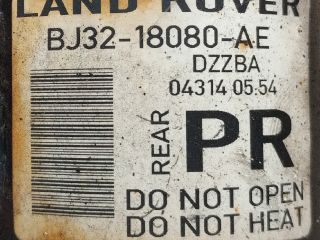 LAND ROVER
BJ32-18080-AE
DZZBA
04314 05:54
REAR
PR
DO NOT OPEN
DO NOT HEAT